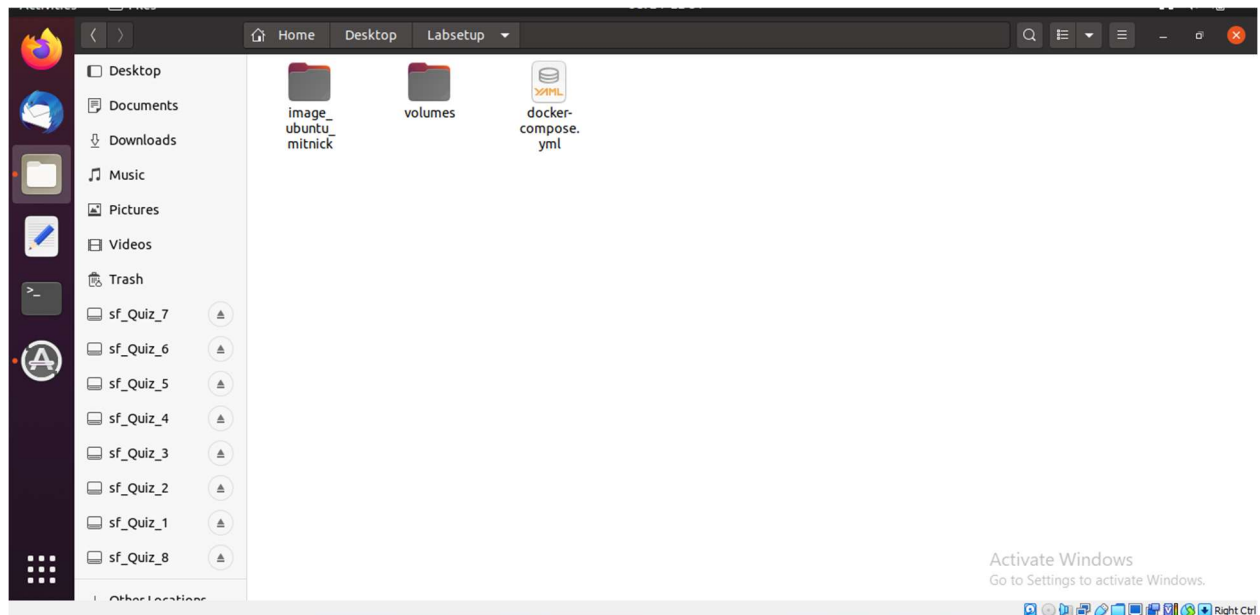 Home Desktop Labsetup
Desktop
Documents
Downloads
Music
Pictures
Videos
Trash
sf_Quiz_7
sf_Quiz_6
sf_Quiz_5
sf_Quiz_4
sf_Quiz_3
sf_Quiz_2
sf_Quiz_1
sf_Quiz_8
image_
ubuntu_
mitnick
volumes
YAML
docker-
compose.
yml
Activate Windows
Go to Settings to activate Windows.
Right Ctrl